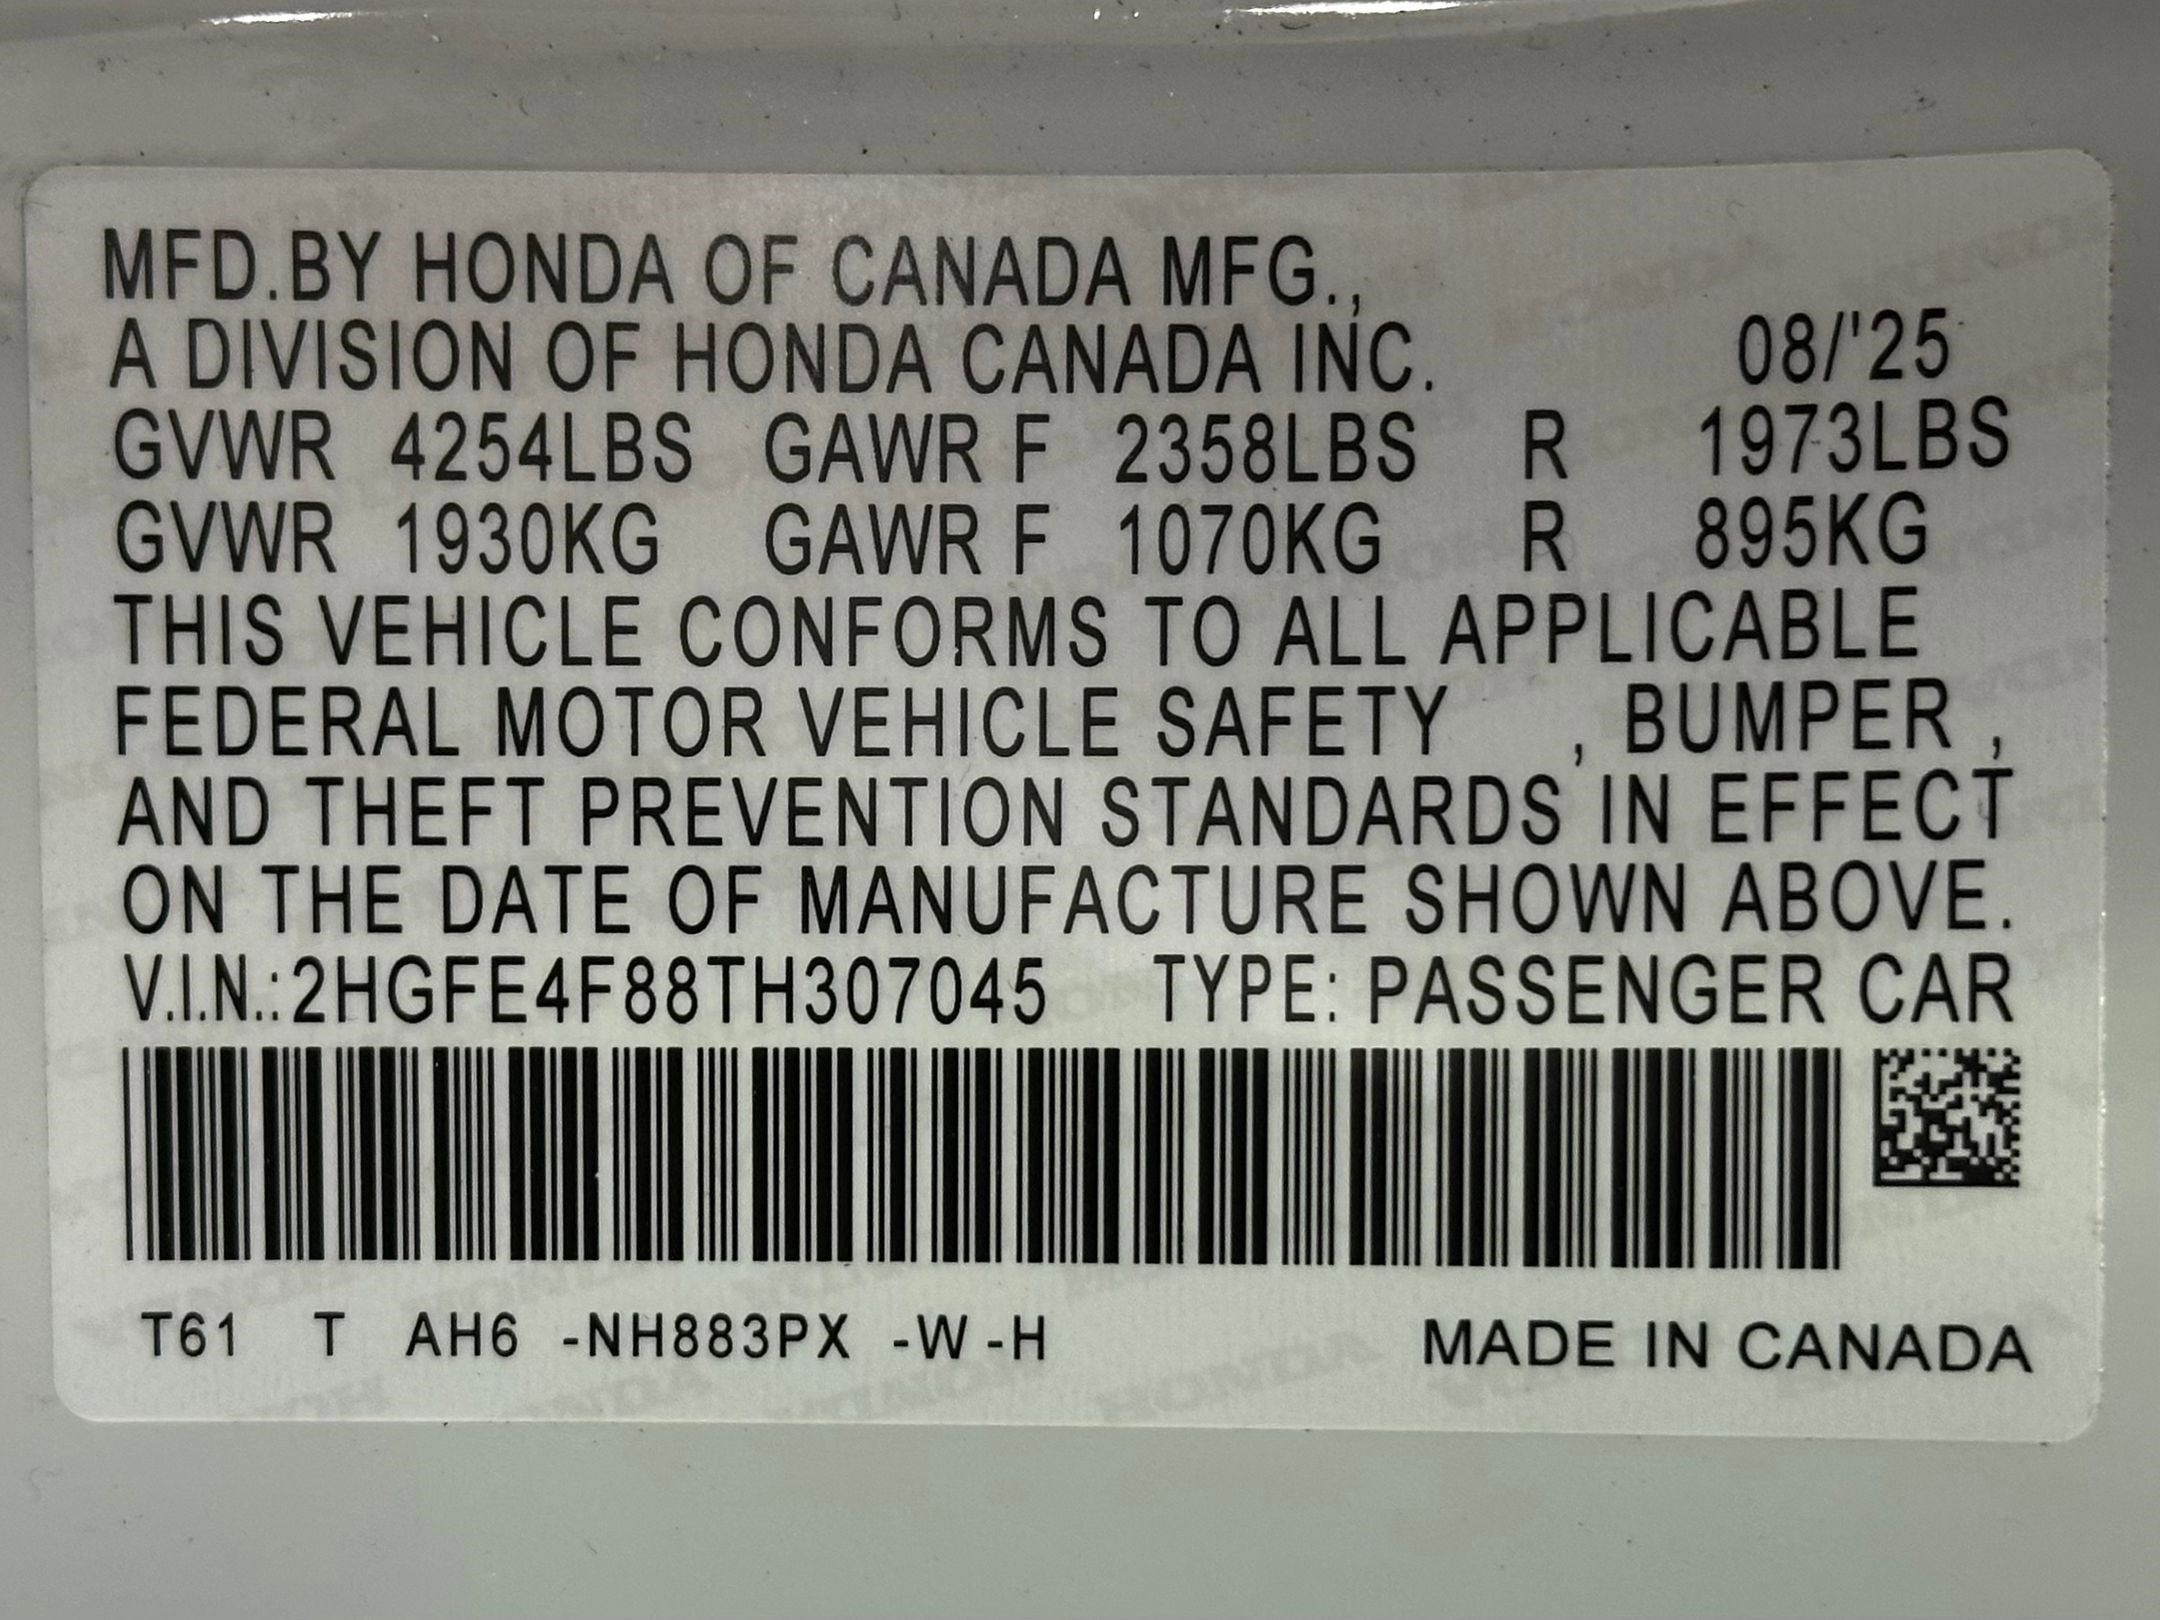 MFD.BY HONDA OF CANADA MFG.,
A DIVISION OF HONDA CANADA INC. 08/'25
GVWR 4254LBS GAWR F 2358LBS R 1973LBS
GVWR 1930KG GAWR F 1070KG R 895KG
THIS VEHICLE CONFORMS TO ALL APPLICABLE
FEDERAL MOTOR VEHICLE SAFETY , BUMPER ,
AND THEFT PREVENTION STANDARDS IN EFFECT
ON THE DATE OF MANUFACTURE SHOWN ABOVE.
V.I.N.:2HGFE4F88TH307045 TYPE: PASSENGER CAR
T61 T AH6 -NH883PX -W -H MADE IN CANADA